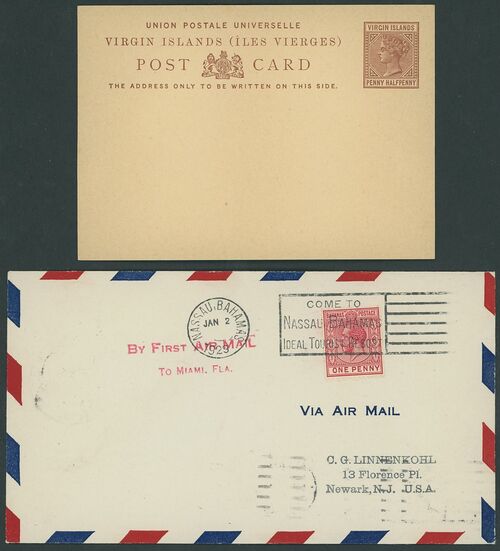 UNION POSTALE UNIVERSELLE
VIRGIN ISLANDS (ÎLES VIERGES)
POST CARD
THE ADDRESS ONLY TO BE WRITTEN ON THIS SIDE.
VIRGIN ISLANDS
PENNY HALFPENNY
NASSAU, BAHAMAS
JAN 2
1929
COME TO
NASSAU BAHAMAS
IDEAL TOURIST RESORT
POSTAGE
ONE PENNY
BY FIRST AIR MAIL
TO MIAMI, FLA.
VIA AIR MAIL
C. G. LINNENKOHL
13 Florence Pl.
Newark, N. J. U.S.A.